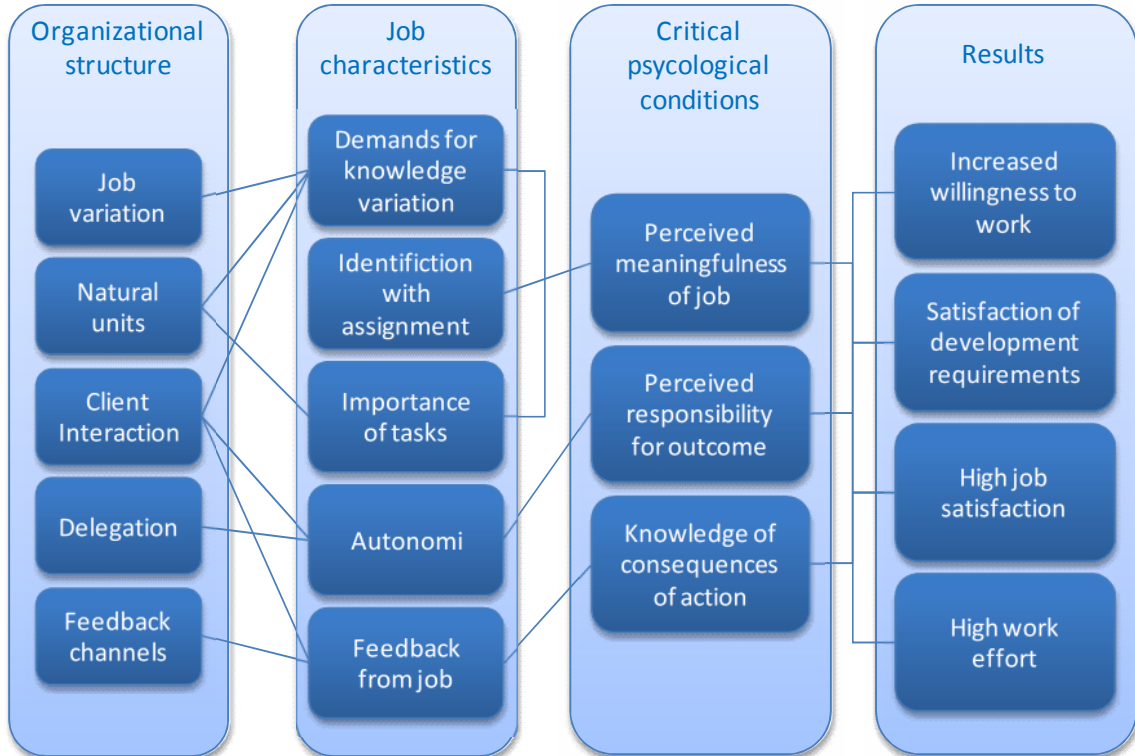 Organizational
structure
Job
variation
Natural
units
Client
Interaction
Delegation
Feedback
channels
Job
characteristics
Demands for
knowledge
variation
Identifiction
with
assignment
Importance
of tasks
Autonomi
Feedback
from job
Critical
psycological
conditions
Perceived
meaningfulness
of job
Perceived
responsibility
for outcome
Knowledge of
consequences
of action
Results
Increased
willingness to
work
Satisfaction of
development
requirements
High job
satisfaction
High work
effort